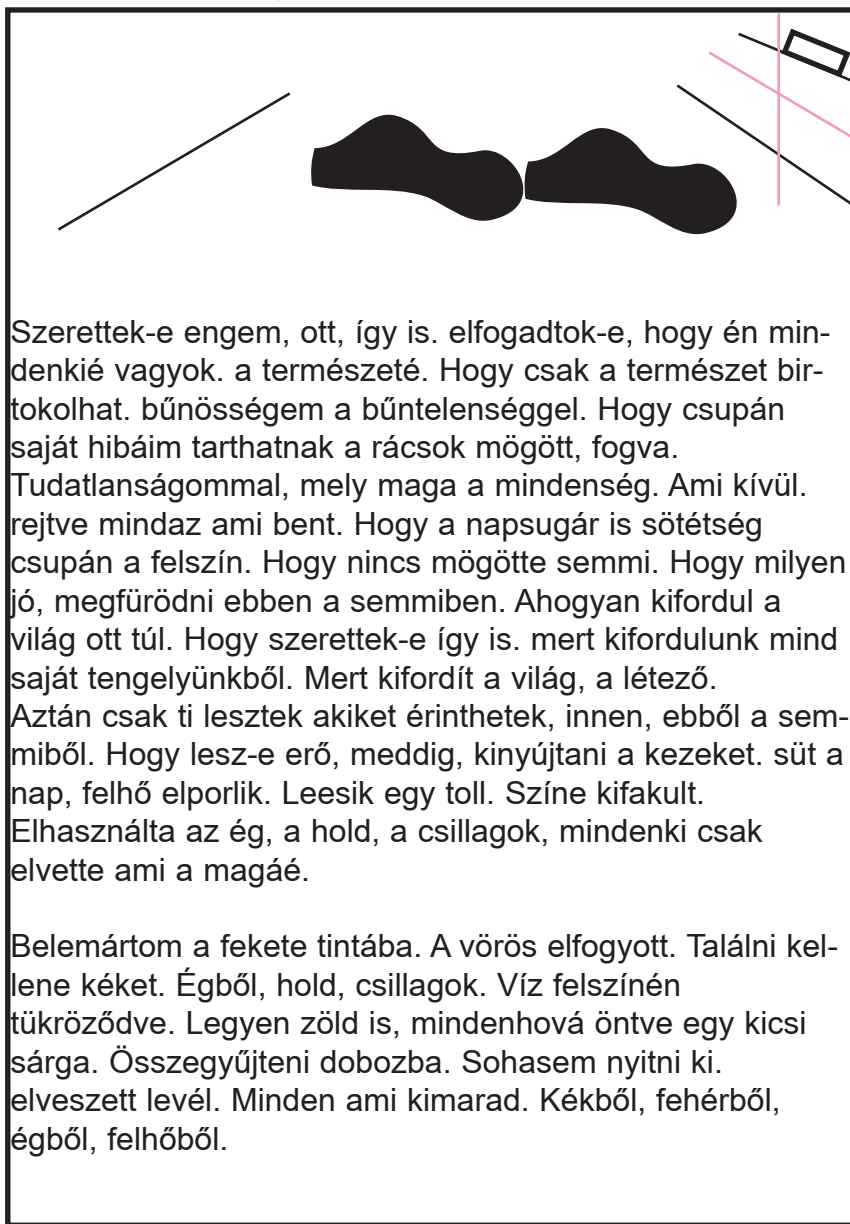 Szerettek-e engem, ott, így is. elfogadtok-e, hogy én min-
denkié vagyok. a természeté. Hogy csak a természet bir-
tokolhat. bűnösségem a bűntelenséggel. Hogy csupán
saját hibáim tarthatnak a rácsok mögött, fogva.
Tudatlanságommal, mely maga a mindenség. Ami kívül.
rejtve mindaz ami bent. Hogy a napsugár is sötétség
csupán a felszín. Hogy nincs mögötte semmi. Hogy milyen
jó, megfürödni ebben a semmiben. Ahogyan kifordul a
világ ott túl. Hogy szerettek-e így is. mert kifordulunk mind
saját tengelyünkből. Mert kifordít a világ, a létező.
Aztán csak ti lesztek akiket érinthetek, innen, ebből a sem-
miből. Hogy lesz-e erő, meddig, kinyújtani a kezeket. süt a
nap, felhő elporlik. Leesik egy toll. Színe kifakult.
Elhasználta az ég, a hold, a csillagok, mindenki csak
elvette ami a magáé.

Belemártom a fekete tintába. A vörös elfogyott. Találni kel-
lene kéket. Égből, hold, csillagok. Víz felszínén
tükröződve. Legyen zöld is, mindenhová öntve egy kicsi
sárga. Összegyűjteni dobozba. Sohasem nyitni ki.
elveszett levél. Minden ami kimarad. Kékből, fehérből,
égből, felhőből.